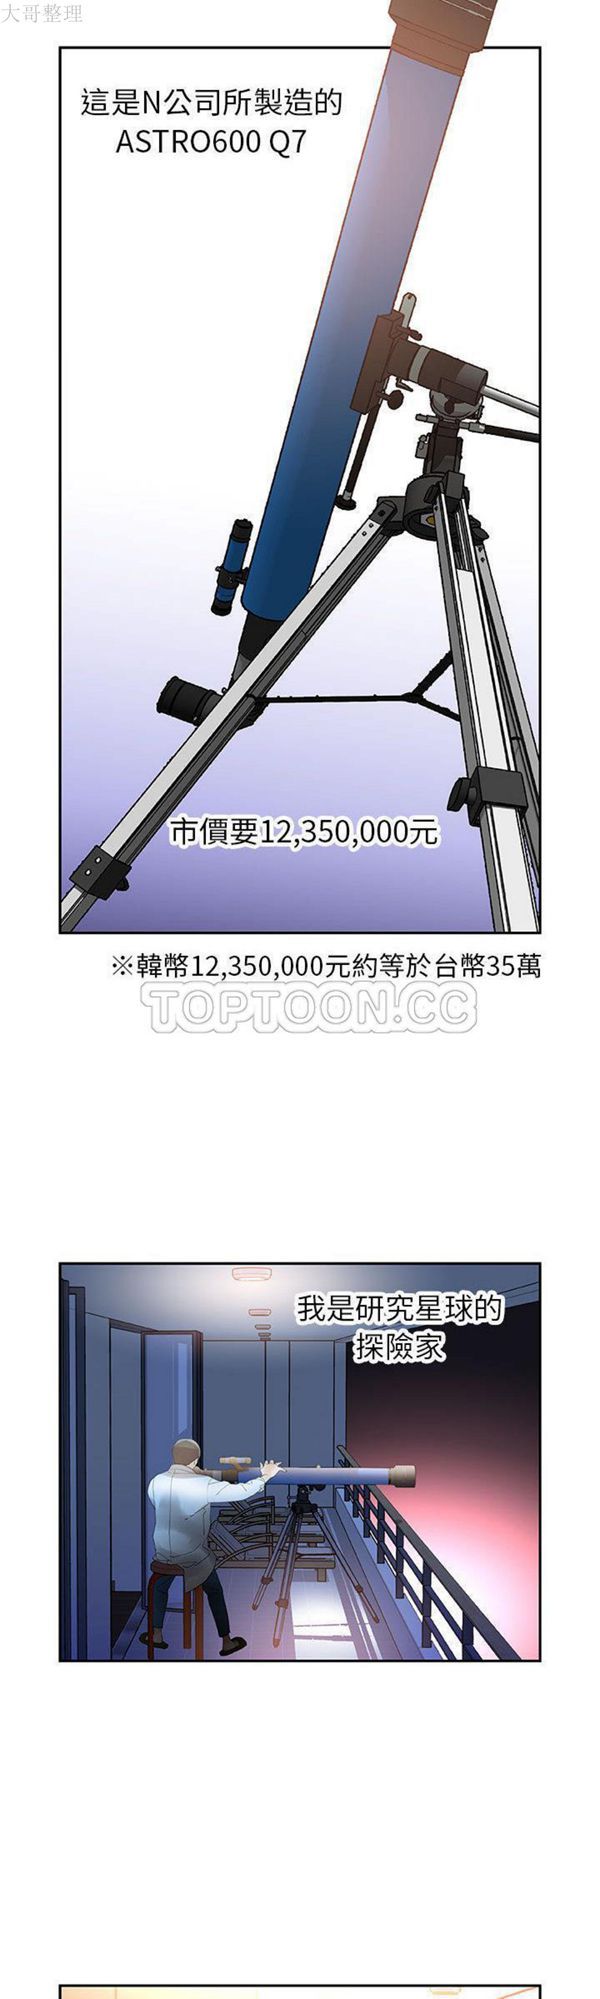 大哥整理
這是N公司所製造的
ASTRO600 Q7
市價要12,350,000元
※韓幣12,350,000元約等於台幣35萬
TOPTOON.CC
我是研究星球的
探險家